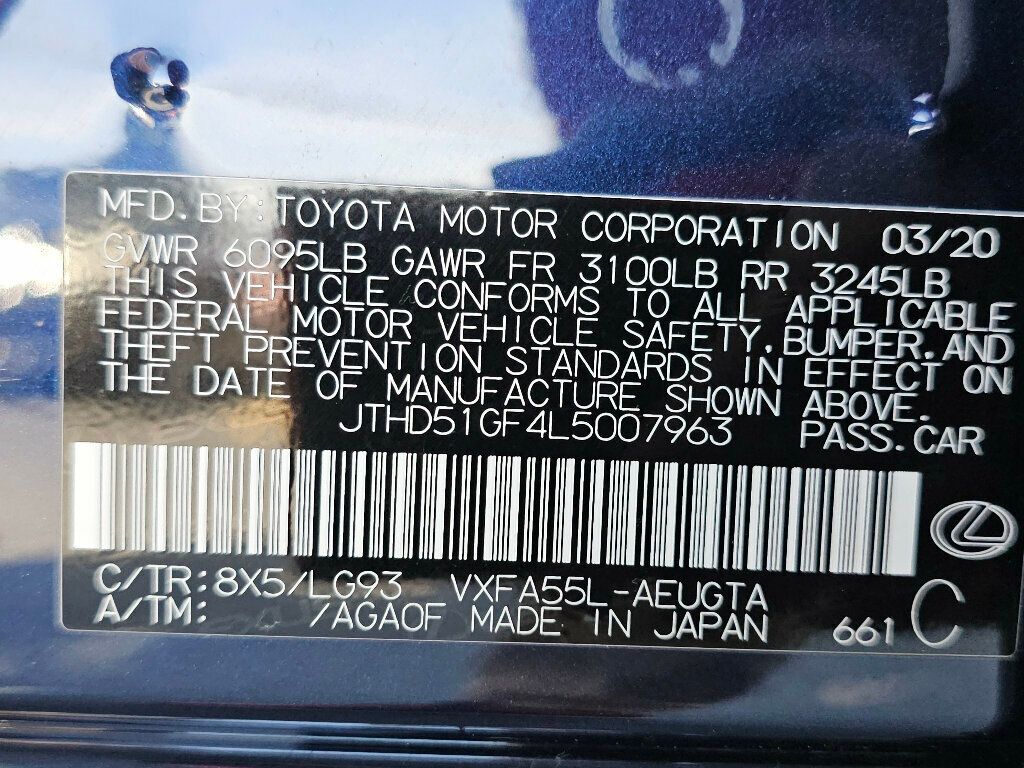 MFD. BY: TOYOTA MOTOR CORPORATION 03/20
GVWR 6095LB GAWR FR 3100LB RR 3245LB
THIS VEHICLE CONFORMS TO ALL APPLICABLE
FEDERAL MOTOR VEHICLE SAFETY, BUMPER, AND
THEFT PREVENTION STANDARDS IN EFFECT ON
THE DATE OF MANUFACTURE SHOWN ABOVE.
JTHD51GF4L5007963 PASS. CAR
C/TR: 8X5/LG93 VXFA55L-AEUGTA
A/TM: /AGA0F MADE IN JAPAN 661 C